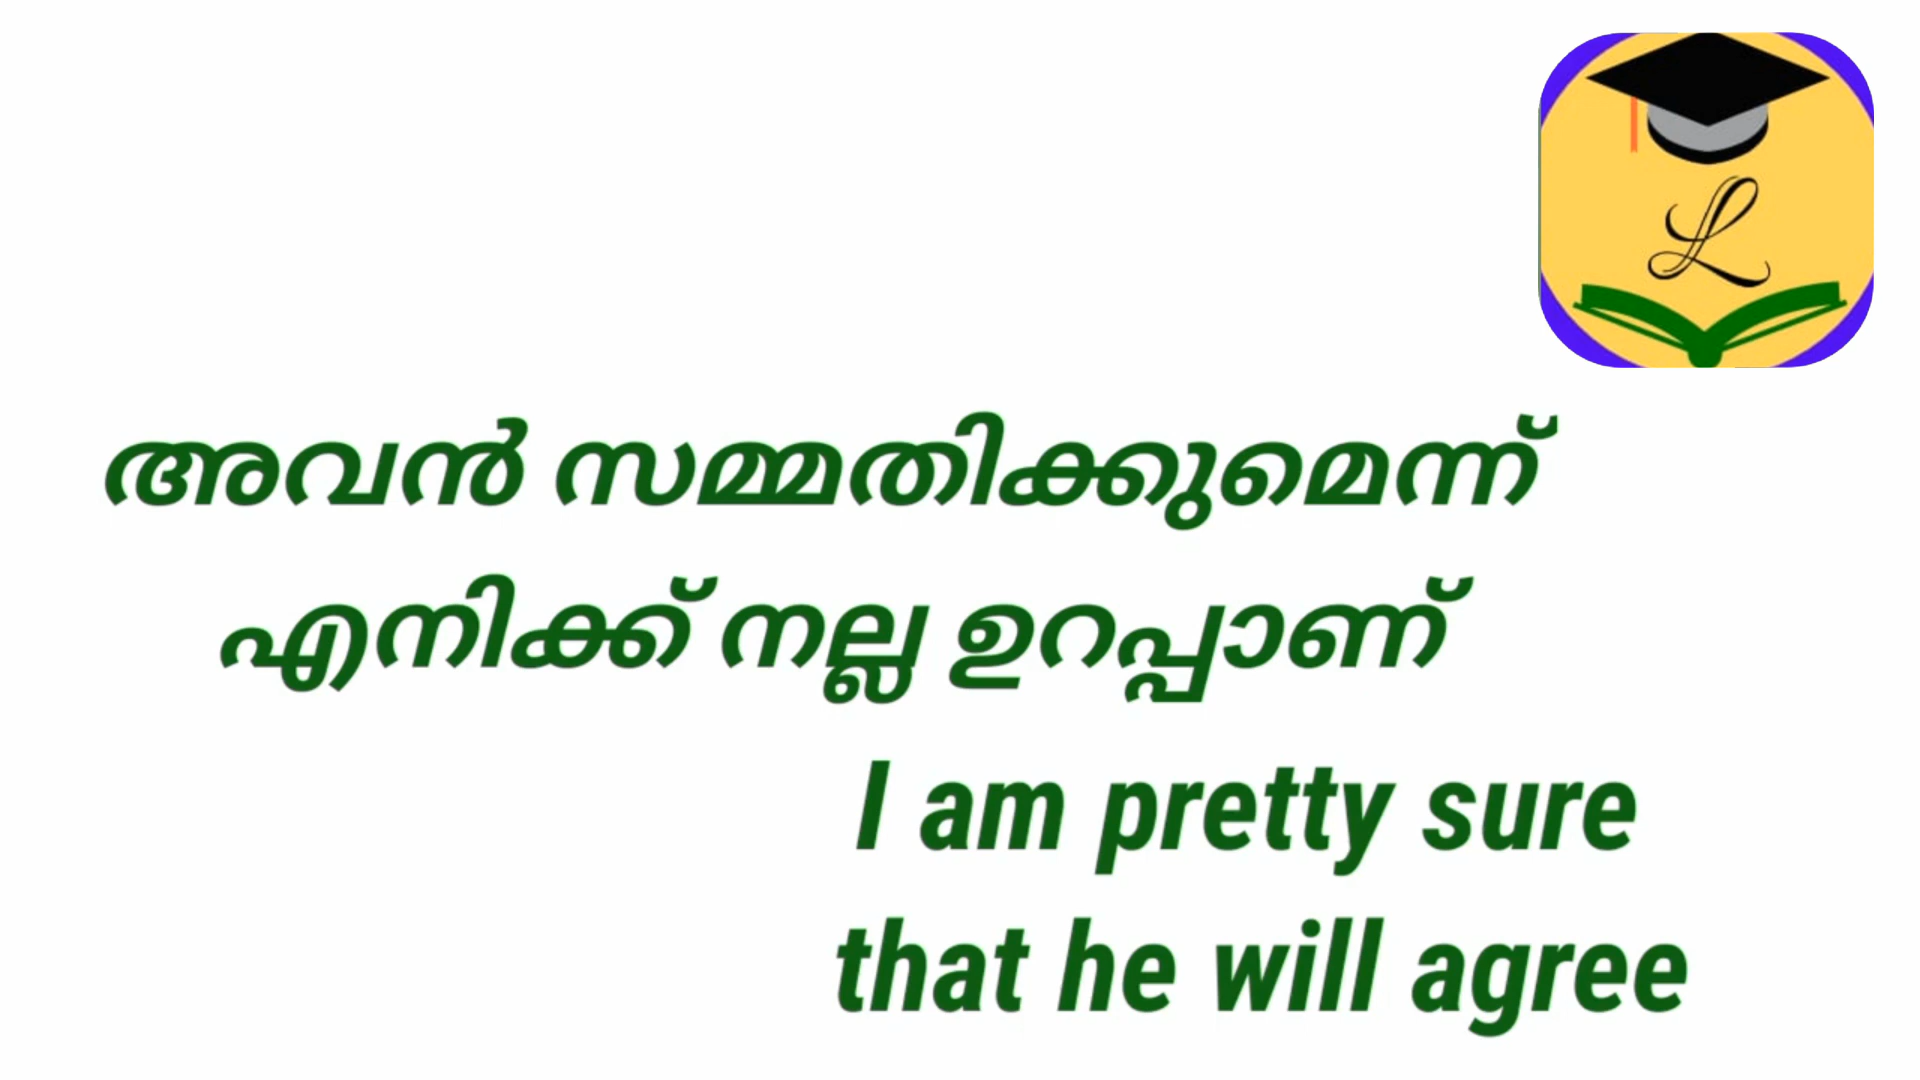 L
അവൻ സമ്മതിക്കുമെന്ന്
എനിക്ക് നല്ല ഉറപ്പാണ്
I am pretty sure
that he will agree